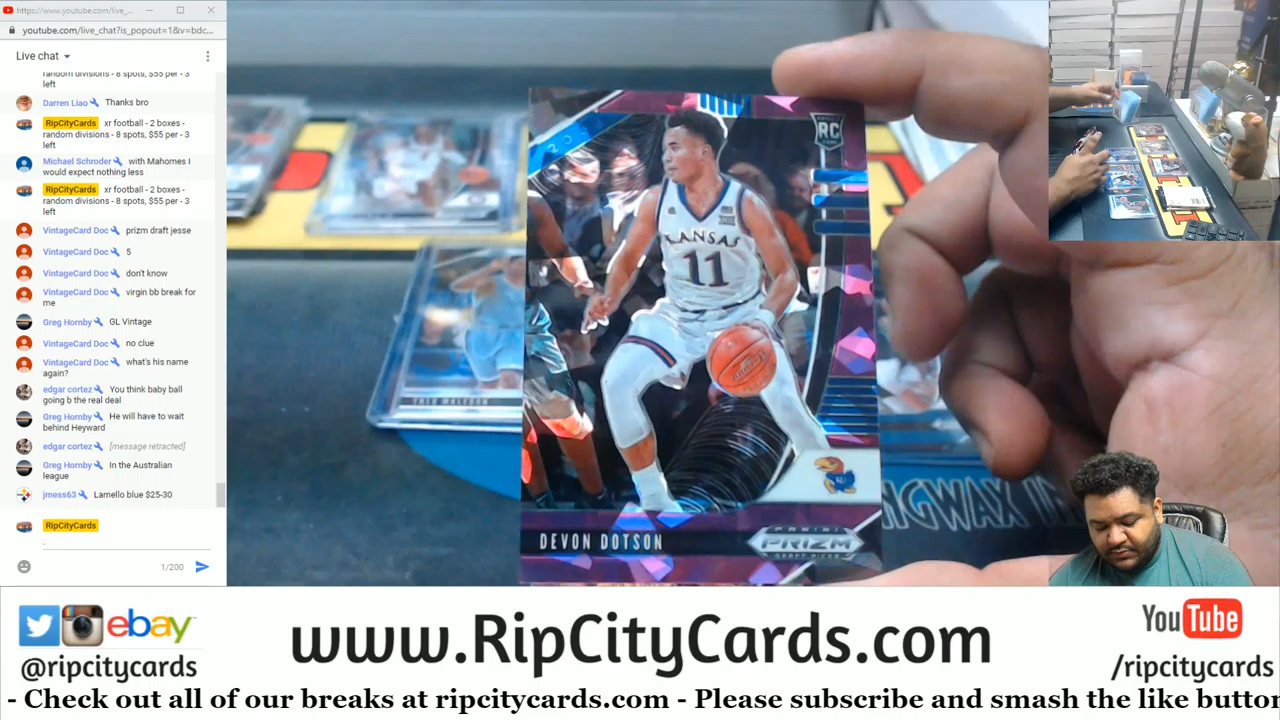 https://www.youtube.com/live_...
youtube.com/live_chat?is_popout=1&v=bdc...
Live chat
random divisions - 8 spots, $55 per - 3
left
Darren Liao Thanks bro
RipCityCards xr football - 2 boxes -
random divisions - 8 spots, $55 per - 3
left
Michael Schroder with Mahomes I
would expect nothing less
RipCityCards xr football - 2 boxes -
random divisions - 8 spots, $55 per - 3
left
VintageCard Doc prizm draft jesse
VintageCard Doc 5
VintageCard Doc don't know
VintageCard Doc virgin bb break for
me
Greg Hornby GL Vintage
VintageCard Doc no clue
VintageCard Doc what's his name
again?
edgar cortez You think baby ball
going b the real deal
Greg Hornby He will have to wait
behind Heyward
edgar cortez [message retracted]
Greg Hornby In the Australian
league
jmess63 Lamello blue $25-30
RipCityCards
.
1/200
RC
KANSAS
11
KU
DEVON DOTSON
PANINI
PRIZM
DRAFT PICKS
ebay
@ripcitycards
www.RipCityCards.com
YouTube
/ripcitycards
- Check out all of our breaks at ripcitycards.com - Please subscribe and smash the like button